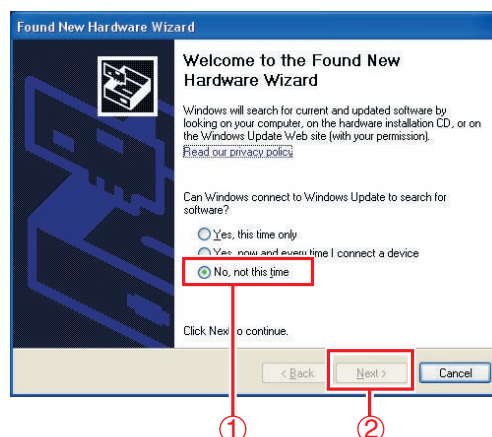 Found New Hardware Wizard
Welcome to the Found New
Hardware Wizard
Windows will search for current and updated software by
looking on your computer, on the hardware installation CD, or on
the Windows Update Web site (with your permission).
Read our privacy policy
Can Windows connect to Windows Update to search for
software?
Yes, this time only
Yes, now and every time I connect a device
No, not this time
Click Next to continue.
< Back
Next >
Cancel
①
②